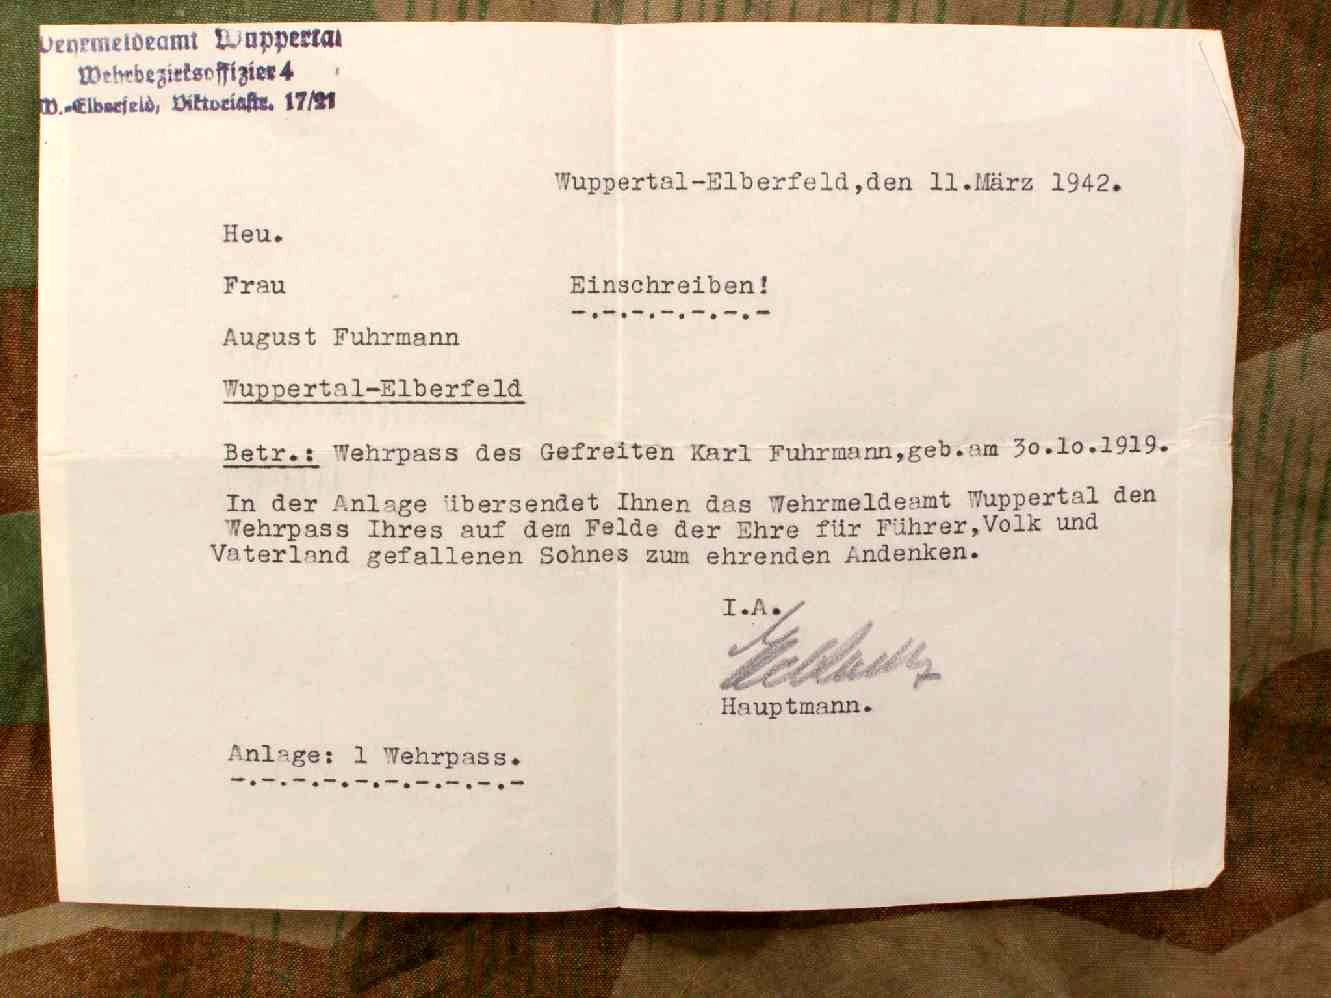 Wehrmeldeamt Wuppertal
Wehrbezirksoffizier 4
W.-Elberfeld, Viktoriastr. 17/21
Wuppertal-Elberfeld,den 11.März 1942.
Heu.
Frau
Einschreiben!
-.-.-.-.-.-.-
August Fuhrmann
Wuppertal-Elberfeld
Betr.: Wehrpass des Gefreiten Karl Fuhrmann,geb.am 3o.1o.1919.
In der Anlage übersendet Ihnen das Wehrmeldeamt Wuppertal den
Wehrpass Ihres auf dem Felde der Ehre für Führer,Volk und
Vaterland gefallenen Sohnes zum ehrenden Andenken.
I.A.
Hauptmann.
Anlage: 1 Wehrpass.
-.-.-.-.-.-.-.-.-.-